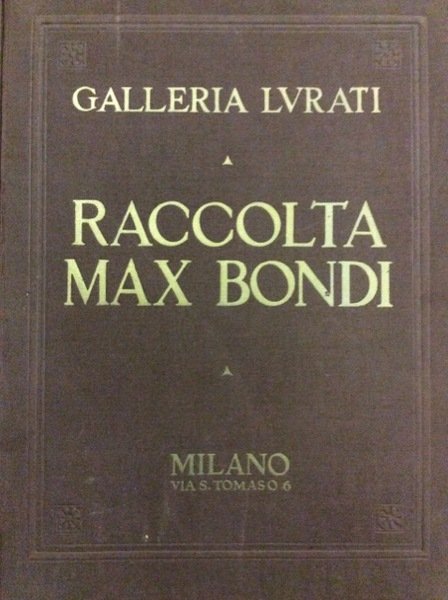 GALLERIA LVRATI
RACCOLTA
MAX BONDI
MILANO
VIA S. TOMASO 6